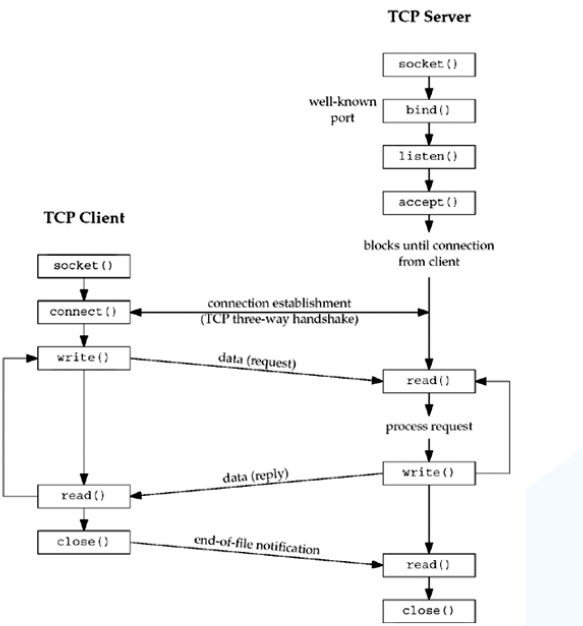 TCP Server
socket()
well-known
port
bind()
listen()
accept()
blocks until connection
from client
TCP Client
socket()
connect()
connection establishment
(TCP three-way handshake)
write()
data (request)
read()
process request
write()
data (reply)
read()
close()
end-of-file notification
read()
close()